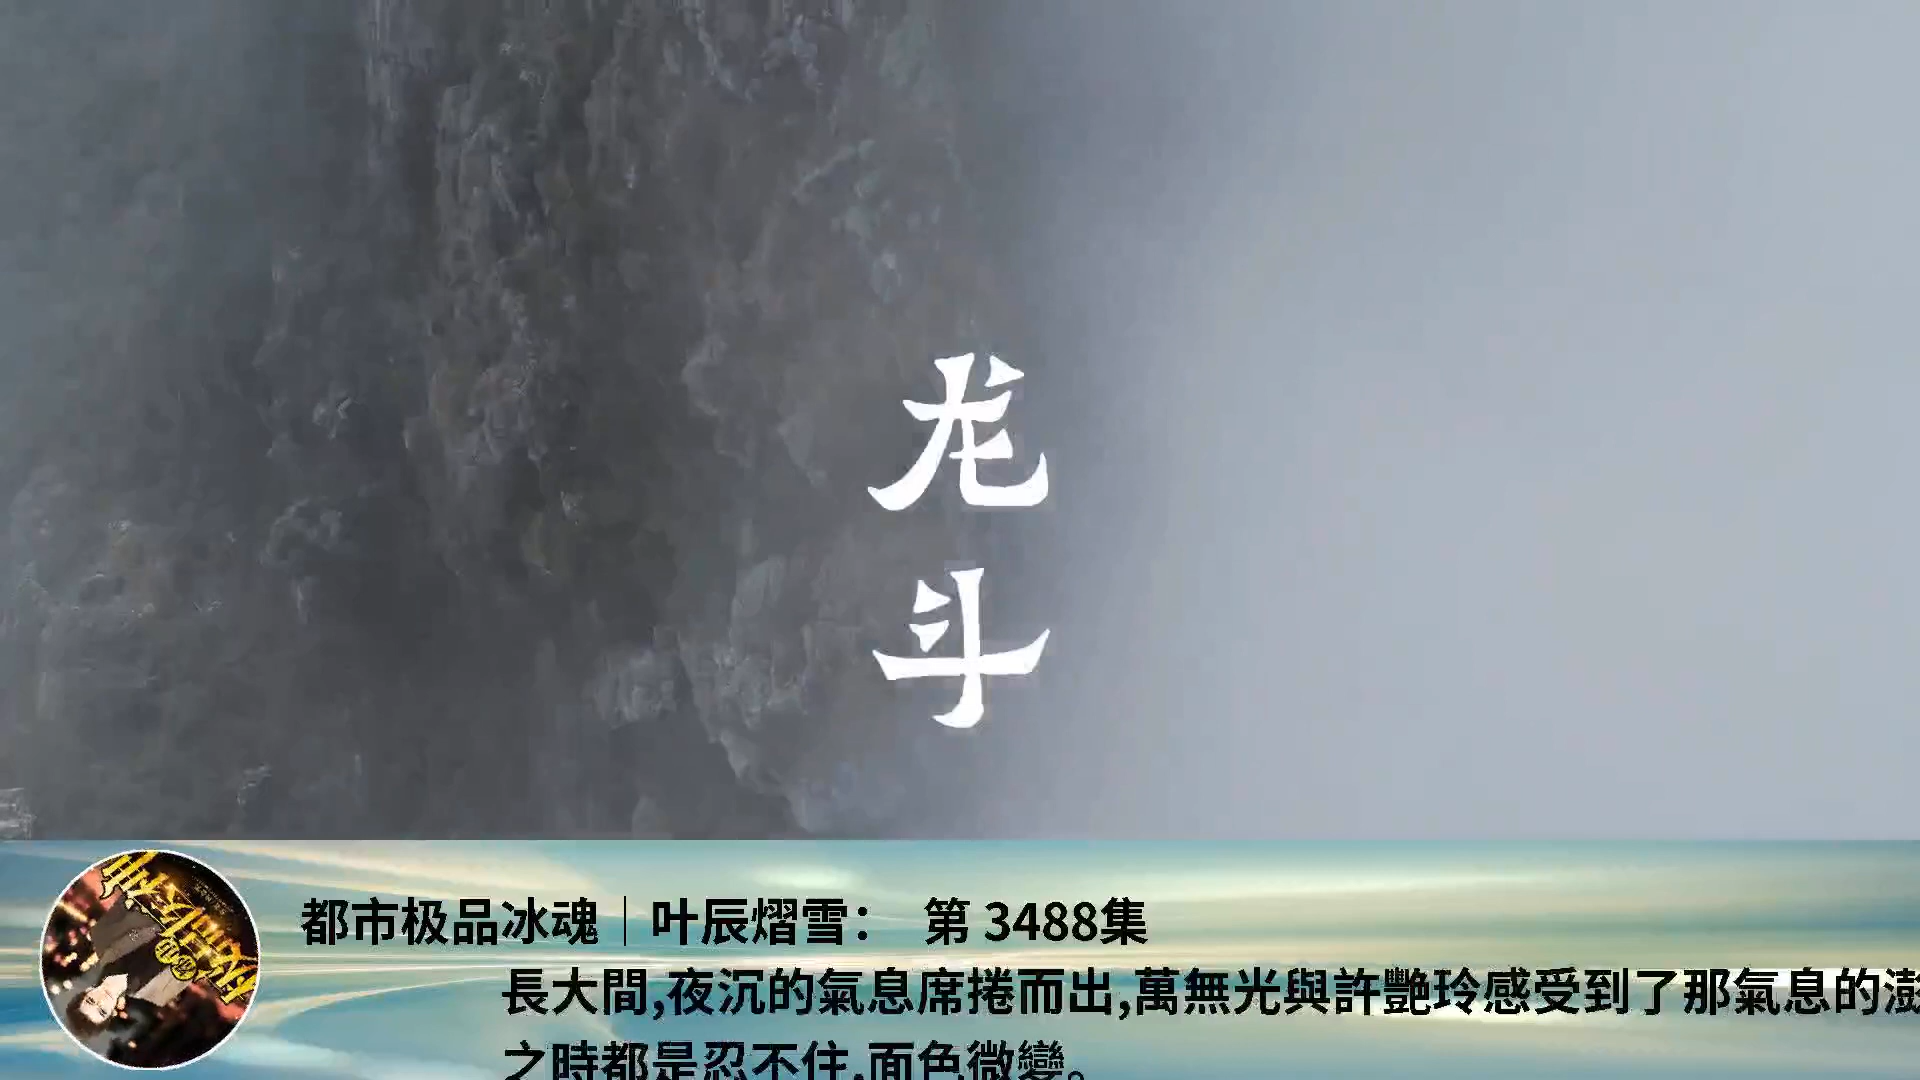 龙斗
都市极品冰魂｜叶辰熠雪： 第 3488集
長大間,夜沉的氣息席捲而出,萬無光與許艷玲感受到了那氣息的澎
之時都是忍不住,面色微變。